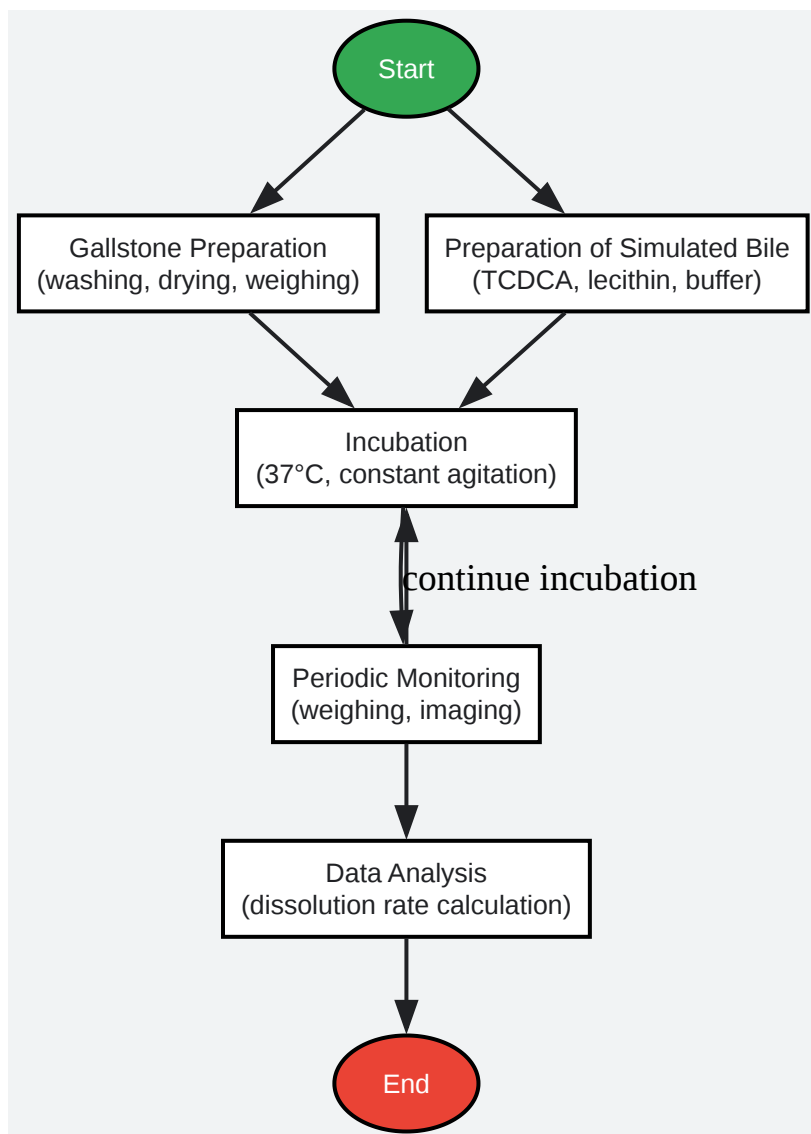 Start
Gallstone Preparation
(washing, drying, weighing)
Preparation of Simulated Bile
(TCDCA, lecithin, buffer)
Incubation
(37°C, constant agitation)
continue incubation
Periodic Monitoring
(weighing, imaging)
Data Analysis
(dissolution rate calculation)
End